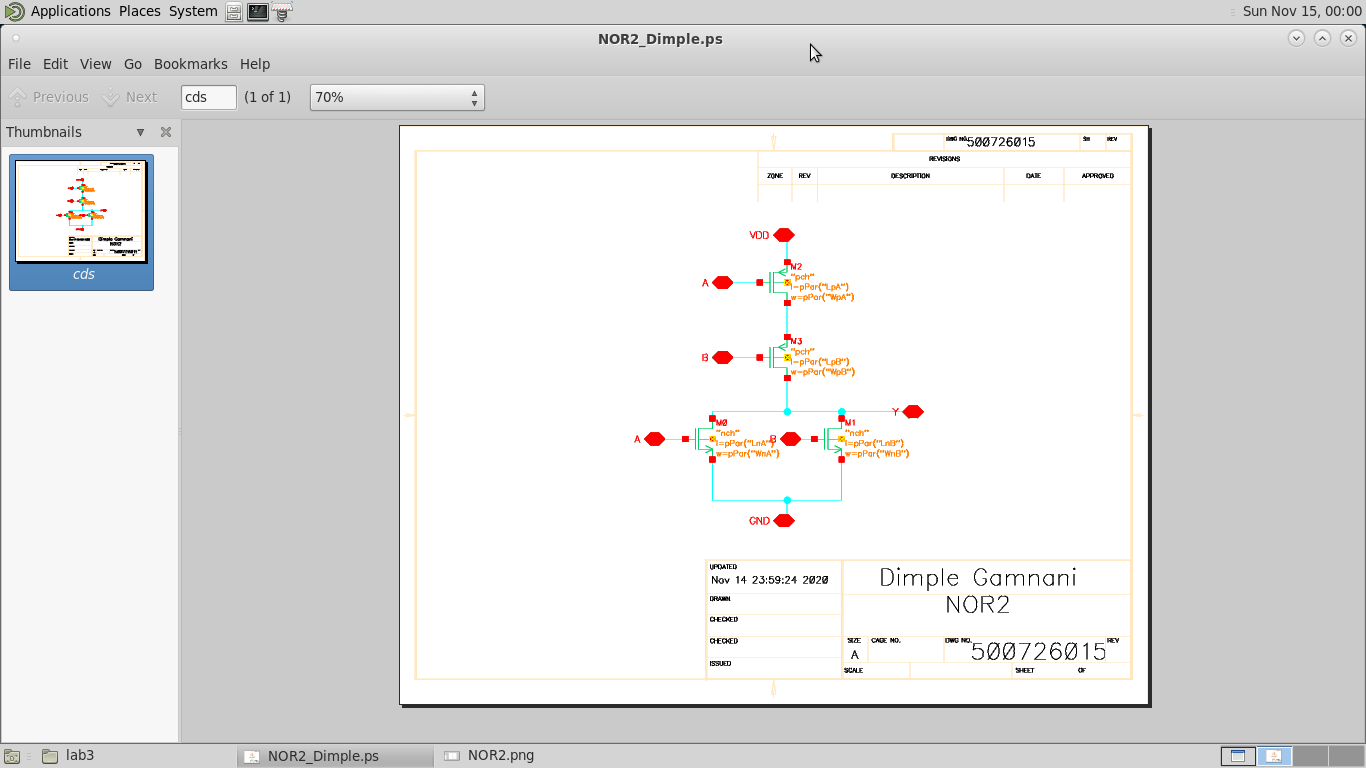 Applications Places System
Sun Nov 15, 00:00
NOR2_Dimple.ps
File Edit View Go Bookmarks Help
Previous Next cds (1 of 1) 70%
Thumbnails
cds
DWG NO. 500726015 SH REV
REVISIONS
ZONE REV DESCRIPTION DATE APPROVED
VDD
M2
A
"pch"
l=pPar("LpA")
w=pPar("WpA")
M3
B
"pch"
l=pPar("LpB")
w=pPar("WpB")
Y
M0
A
"nch"
l=pPar("LnA")
w=pPar("WnA")
M1
B
"nch"
l=pPar("LnB")
w=pPar("WnB")
GND
UPDATED
Nov 14 23:59:24 2020
DRAWN
CHECKED
CHECKED
ISSUED
Dimple Gamnani
NOR2
SIZE CAGE NO. DWG NO. REV
A 500726015
SCALE SHEET OF
lab3 NOR2_Dimple.ps NOR2.png